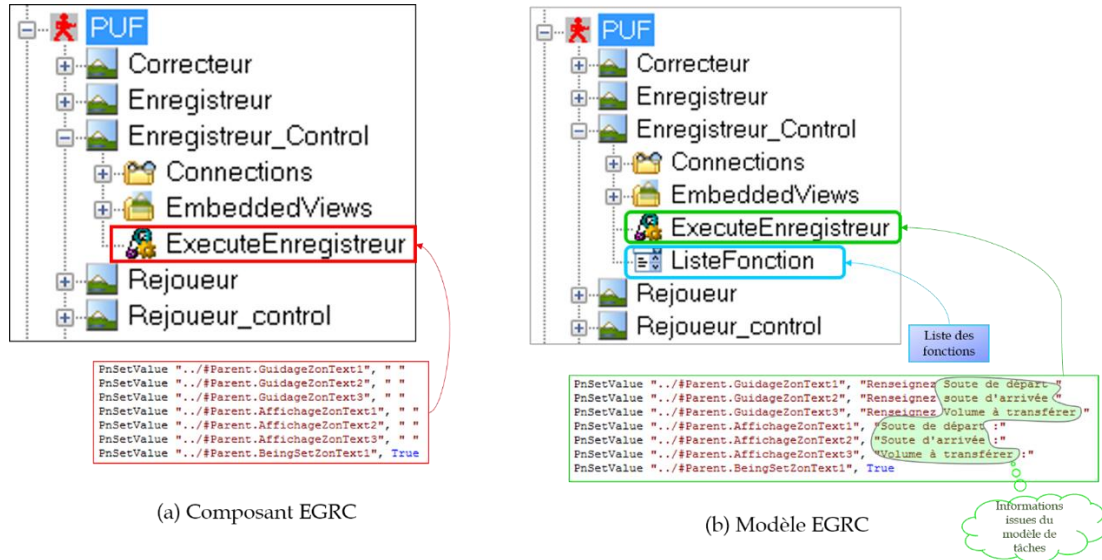 PUF
Correcteur
Enregistreur
Enregistreur_Control
Connections
EmbeddedViews
ExecuteEnregistreur
Rejoueur
Rejoueur_control
PnSetValue "../#Parent.GuidageZonText1", " "
PnSetValue "../#Parent.GuidageZonText2", " "
PnSetValue "../#Parent.GuidageZonText3", " "
PnSetValue "../#Parent.AffichageZonText1", " "
PnSetValue "../#Parent.AffichageZonText2", " "
PnSetValue "../#Parent.AffichageZonText3", " "
PnSetValue "../#Parent.BeingSetZonText1", True
(a) Composant EGRC
PUF
Correcteur
Enregistreur
Enregistreur_Control
Connections
EmbeddedViews
ExecuteEnregistreur
ListeFonction
Rejoueur
Rejoueur_control
Liste des
fonctions
PnSetValue "../#Parent.GuidageZonText1", "Renseignez Soute de départ "
PnSetValue "../#Parent.GuidageZonText2", "Renseignez soute d'arrivée "
PnSetValue "../#Parent.GuidageZonText3", "Renseignez Volume à transférer "
PnSetValue "../#Parent.AffichageZonText1", "Soute de départ :"
PnSetValue "../#Parent.AffichageZonText2", "Soute d'arrivée :"
PnSetValue "../#Parent.AffichageZonText3", "Volume à transférer :"
PnSetValue "../#Parent.BeingSetZonText1", True
Informations
issues du
modèle de
tâches
(b) Modèle EGRC